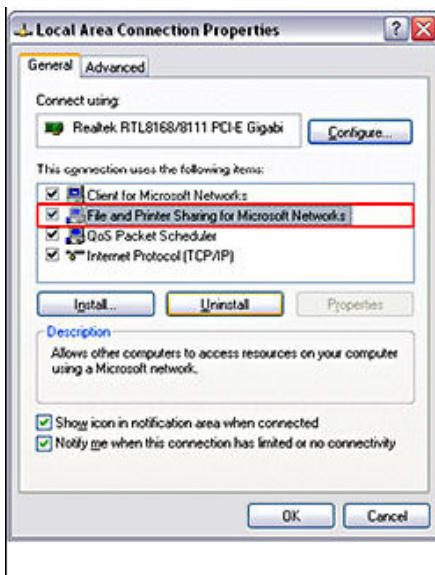 Local Area Connection Properties
General Advanced
Connect using:
Realtek RTL8168/8111 PCI-E Gigabi Configure...
This connection uses the following items:
Client for Microsoft Networks
File and Printer Sharing for Microsoft Networks
QoS Packet Scheduler
Internet Protocol (TCP/IP)
Install... Uninstall Properties
Description
Allows other computers to access resources on your computer
using a Microsoft network.
Show icon in notification area when connected
Notify me when this connection has limited or no connectivity
OK Cancel